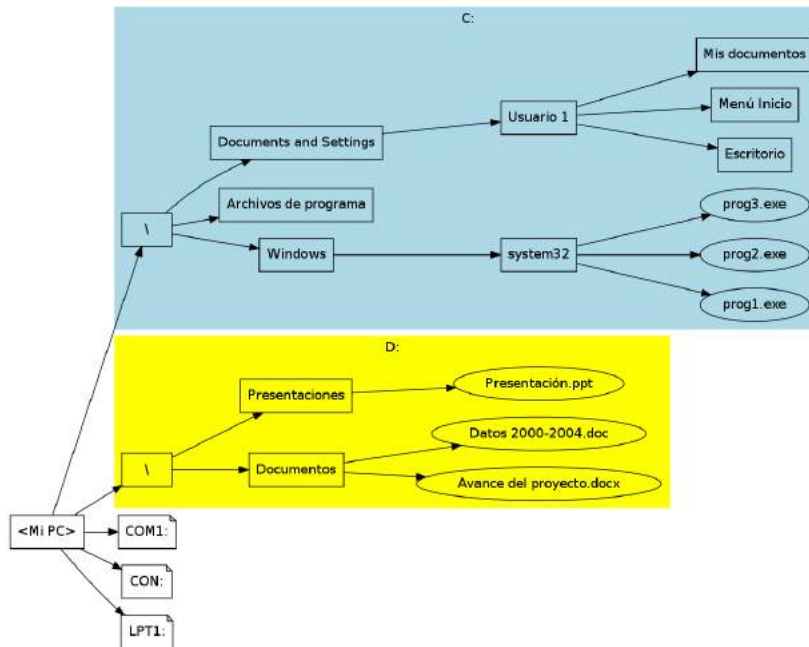 C:
Mis documentos
Menú Inicio
Usuario 1
Documents and Settings
Escritorio
Archivos de programa
prog3.exe
\
Windows
system32
prog2.exe
prog1.exe
D:
Presentación.ppt
Presentaciones
Datos 2000-2004.doc
\
Documentos
Avance del proyecto.docx
<Mi PC>
COM1:
CON:
LPT1: